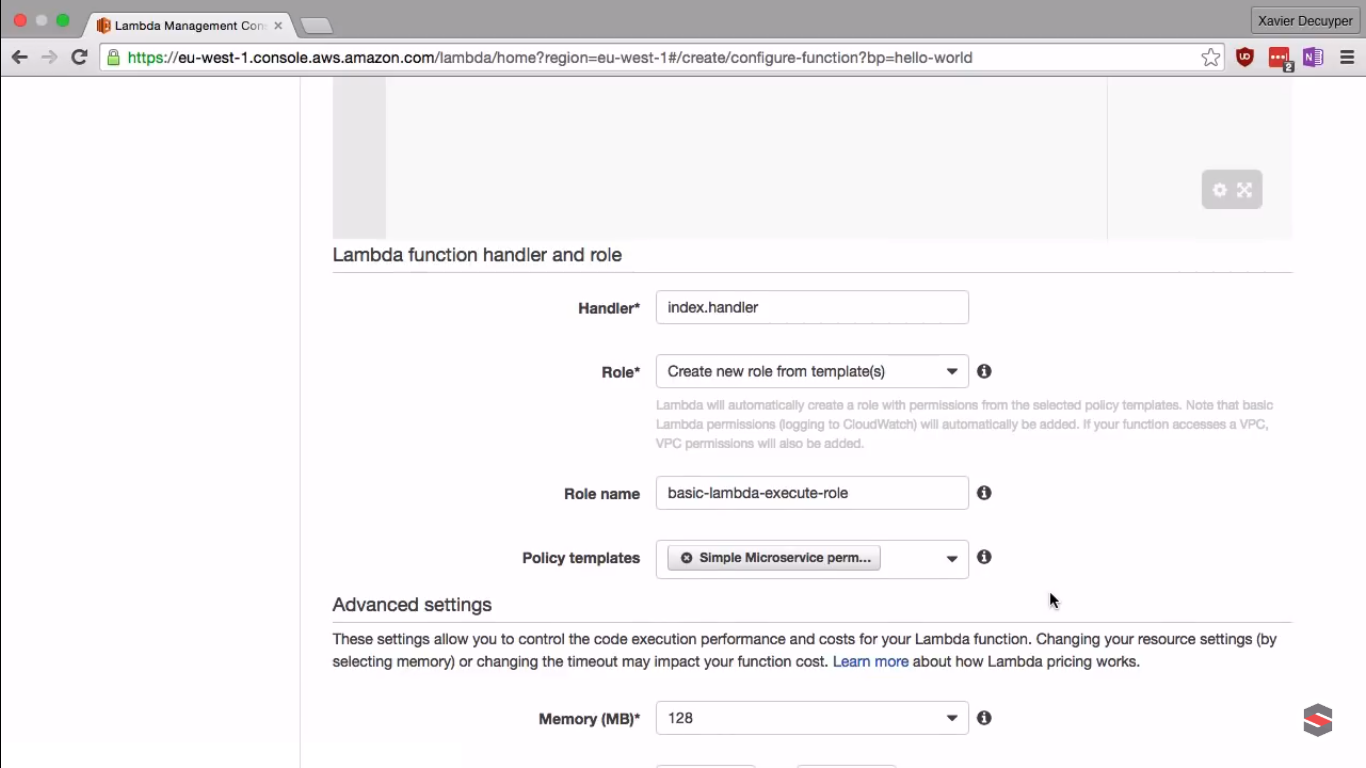 Lambda Management Con
Xavier Decuyper
https://eu-west-1.console.aws.amazon.com/lambda/home?region=eu-west-1#/create/configure-function?bp=hello-world
2
Lambda function handler and role
Handler* index.handler
Role* Create new role from template(s)
Lambda will automatically create a role with permissions from the selected policy templates. Note that basic
Lambda permissions (logging to CloudWatch) will automatically be added. If your function accesses a VPC,
VPC permissions will also be added.
Role name basic-lambda-execute-role
Policy templates Simple Microservice perm...
Advanced settings
These settings allow you to control the code execution performance and costs for your Lambda function. Changing your resource settings (by
selecting memory) or changing the timeout may impact your function cost. Learn more about how Lambda pricing works.
Memory (MB)* 128